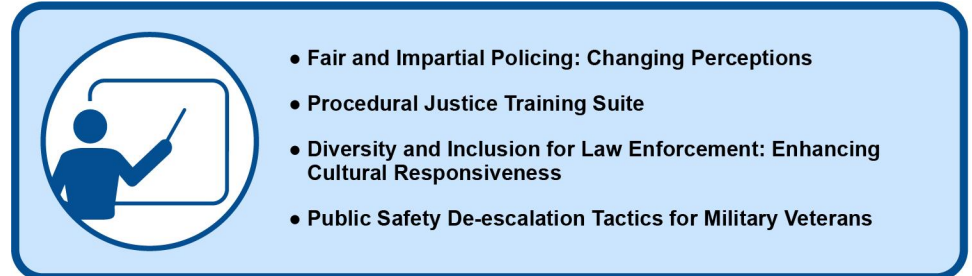 ● Fair and Impartial Policing: Changing Perceptions
● Procedural Justice Training Suite
● Diversity and Inclusion for Law Enforcement: Enhancing
Cultural Responsiveness
● Public Safety De-escalation Tactics for Military Veterans